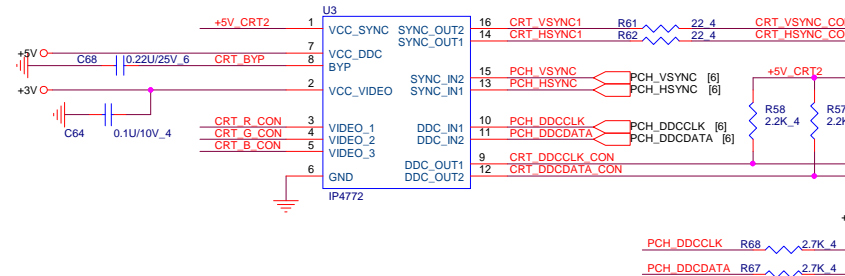 U3
+5V_CRT2 1 VCC_SYNC SYNC_OUT2 16 CRT_VSYNC1 R61 22_4 CRT_VSYNC_CO
SYNC_OUT1 14 CRT_HSYNC1 R62 22_4 CRT_HSYNC_CO
+5V 7 VCC_DDC
C68 0.22U/25V_6 CRT_BYP 8 BYP
SYNC_IN2 15 PCH_VSYNC PCH_VSYNC [6] +5V_CRT2
+3V 2 VCC_VIDEO SYNC_IN1 13 PCH_HSYNC PCH_HSYNC [6]
C64 0.1U/10V_4
R58 2.2K_4
R57 2.2K
CRT_R_CON 3 VIDEO_1 DDC_IN1 10 PCH_DDCCLK PCH_DDCCLK [6]
CRT_G_CON 4 VIDEO_2 DDC_IN2 11 PCH_DDCDATA PCH_DDCDATA [6]
CRT_B_CON 5 VIDEO_3
DDC_OUT1 9 CRT_DDCCLK_CON
6 GND DDC_OUT2 12 CRT_DDCDATA_CON
IP4772
PCH_DDCCLK R68 2.7K_4
PCH_DDCDATA R67 2.7K_4